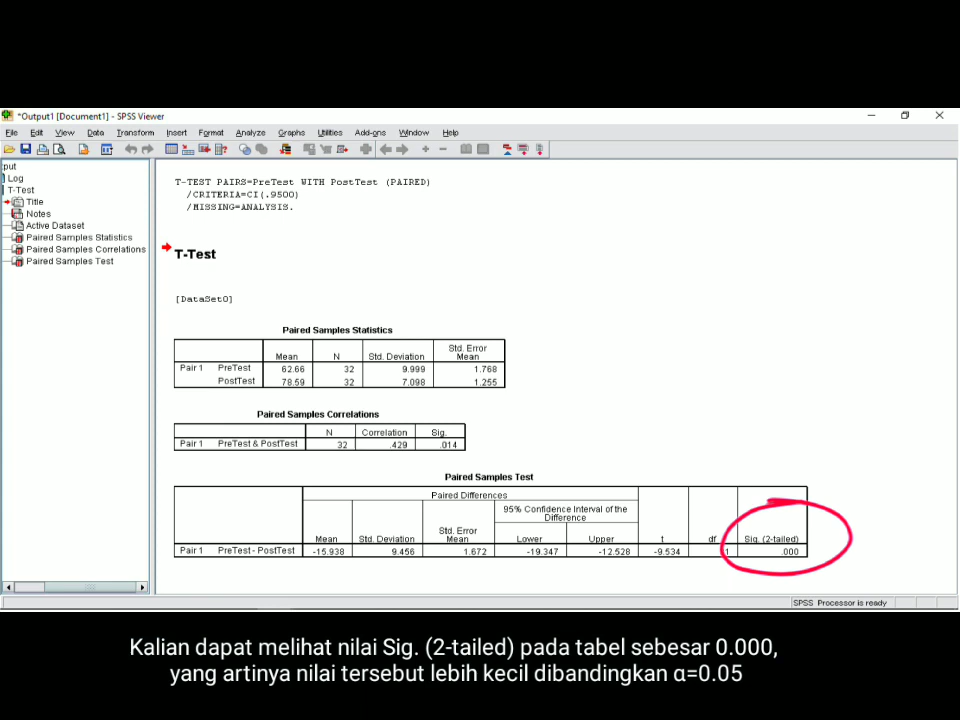 *Output1 [Document1] - SPSS Viewer
File Edit View Data Transform Insert Format Analyze Graphs Utilities Add-ons Window Help
put
Log
T-Test
Title
Notes
Active Dataset
Paired Samples Statistics
Paired Samples Correlations
Paired Samples Test
T-TEST PAIRS=PreTest WITH PostTest (PAIRED)
/CRITERIA=CI(.9500)
/MISSING=ANALYSIS.
T-Test
[DataSet0]
Paired Samples Statistics
Mean N Std. Deviation Std. Error Mean
Pair 1 PreTest 62.66 32 9.999 1.768
PostTest 78.59 32 7.098 1.255
Paired Samples Correlations
N Correlation Sig.
Pair 1 PreTest & PostTest 32 .429 .014
Paired Samples Test
Paired Differences
95% Confidence Interval of the Difference
Mean Std. Deviation Std. Error Mean Lower Upper t df Sig. (2-tailed)
Pair 1 PreTest - PostTest -15.938 9.456 1.672 -19.347 -12.528 -9.534 .000
SPSS Processor is ready
Kalian dapat melihat nilai Sig. (2-tailed) pada tabel sebesar 0.000,
yang artinya nilai tersebut lebih kecil dibandingkan α=0.05